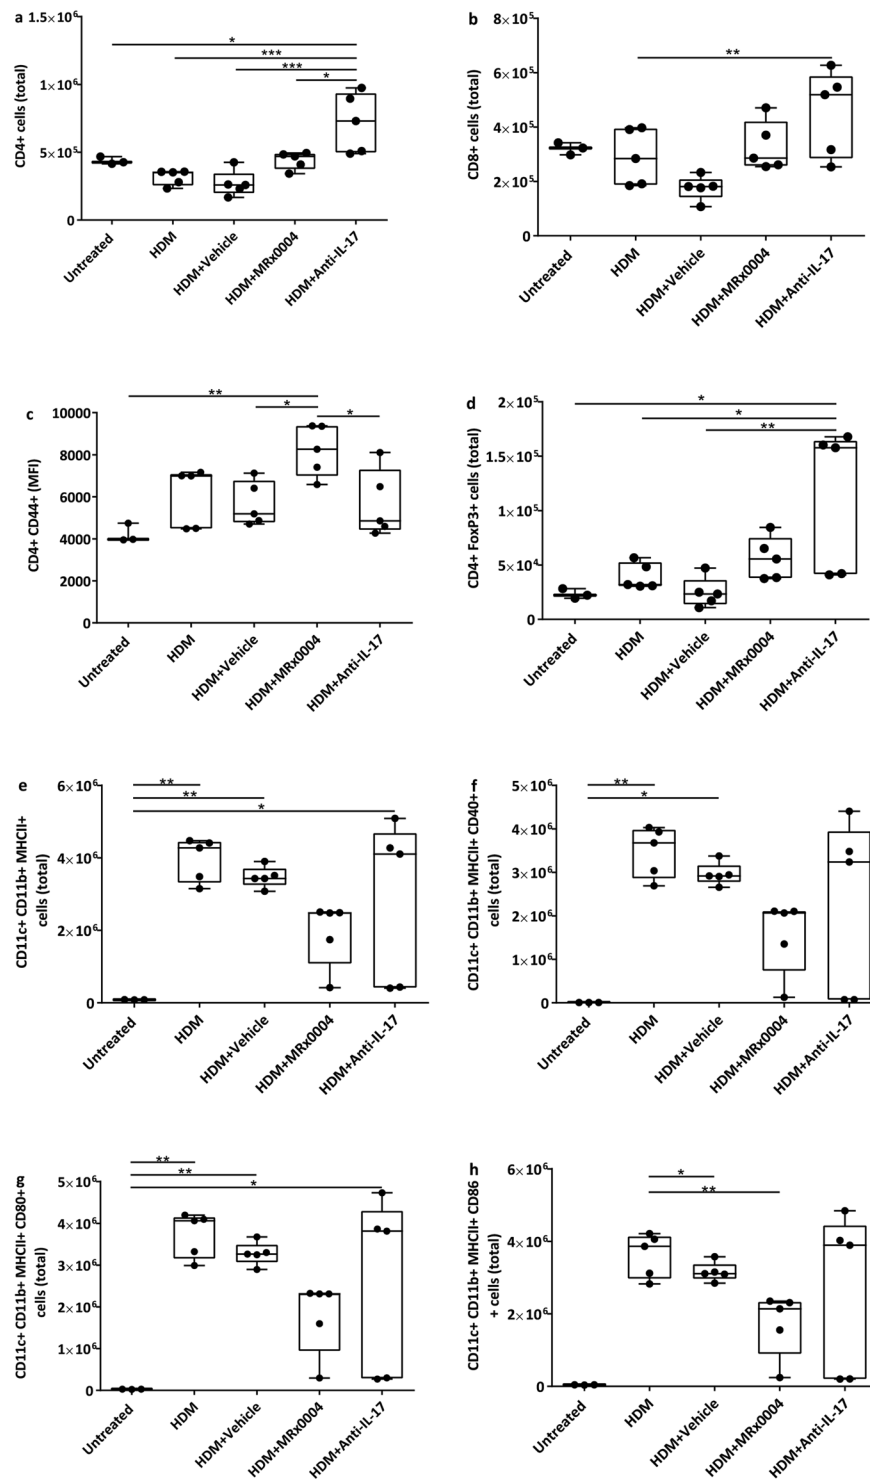 a
CD4+ cells (total)
1.5×10⁶
1×10⁶
5×10⁵
0
*
***
***
*
Untreated
HDM
HDM+Vehicle
HDM+MRx0004
HDM+Anti-IL-17
b
CD8+ cells (total)
8×10⁵
6×10⁵
4×10⁵
2×10⁵
0
**
Untreated
HDM
HDM+Vehicle
HDM+MRx0004
HDM+Anti-IL-17
c
CD4+ CD44+ (MFI)
10000
8000
6000
4000
2000
0
**
*
*
Untreated
HDM
HDM+Vehicle
HDM+MRx0004
HDM+Anti-IL-17
d
CD4+ FoxP3+ cells (total)
2×10⁵
1.5×10⁵
1×10⁵
5×10⁴
0
*
*
**
Untreated
HDM
HDM+Vehicle
HDM+MRx0004
HDM+Anti-IL-17
e
CD11c+ CD11b+ MHCII+
cells (total)
6×10⁶
4×10⁶
2×10⁶
0
**
**
*
Untreated
HDM
HDM+Vehicle
HDM+MRx0004
HDM+Anti-IL-17
f
CD11c+ CD11b+ MHCII+ CD40++
cells (total)
5×10⁶
4×10⁶
3×10⁶
2×10⁶
1×10⁶
0
**
*
Untreated
HDM
HDM+Vehicle
HDM+MRx0004
HDM+Anti-IL-17
g
CD11c+ CD11b+ MHCII+ CD80+
cells (total)
5×10⁶
4×10⁶
3×10⁶
2×10⁶
1×10⁶
0
**
**
*
Untreated
HDM
HDM+Vehicle
HDM+MRx0004
HDM+Anti-IL-17
h
CD11c+ CD11b+ MHCII+ CD86
+ cells (total)
6×10⁶
4×10⁶
2×10⁶
0
*
**
Untreated
HDM
HDM+Vehicle
HDM+MRx0004
HDM+Anti-IL-17